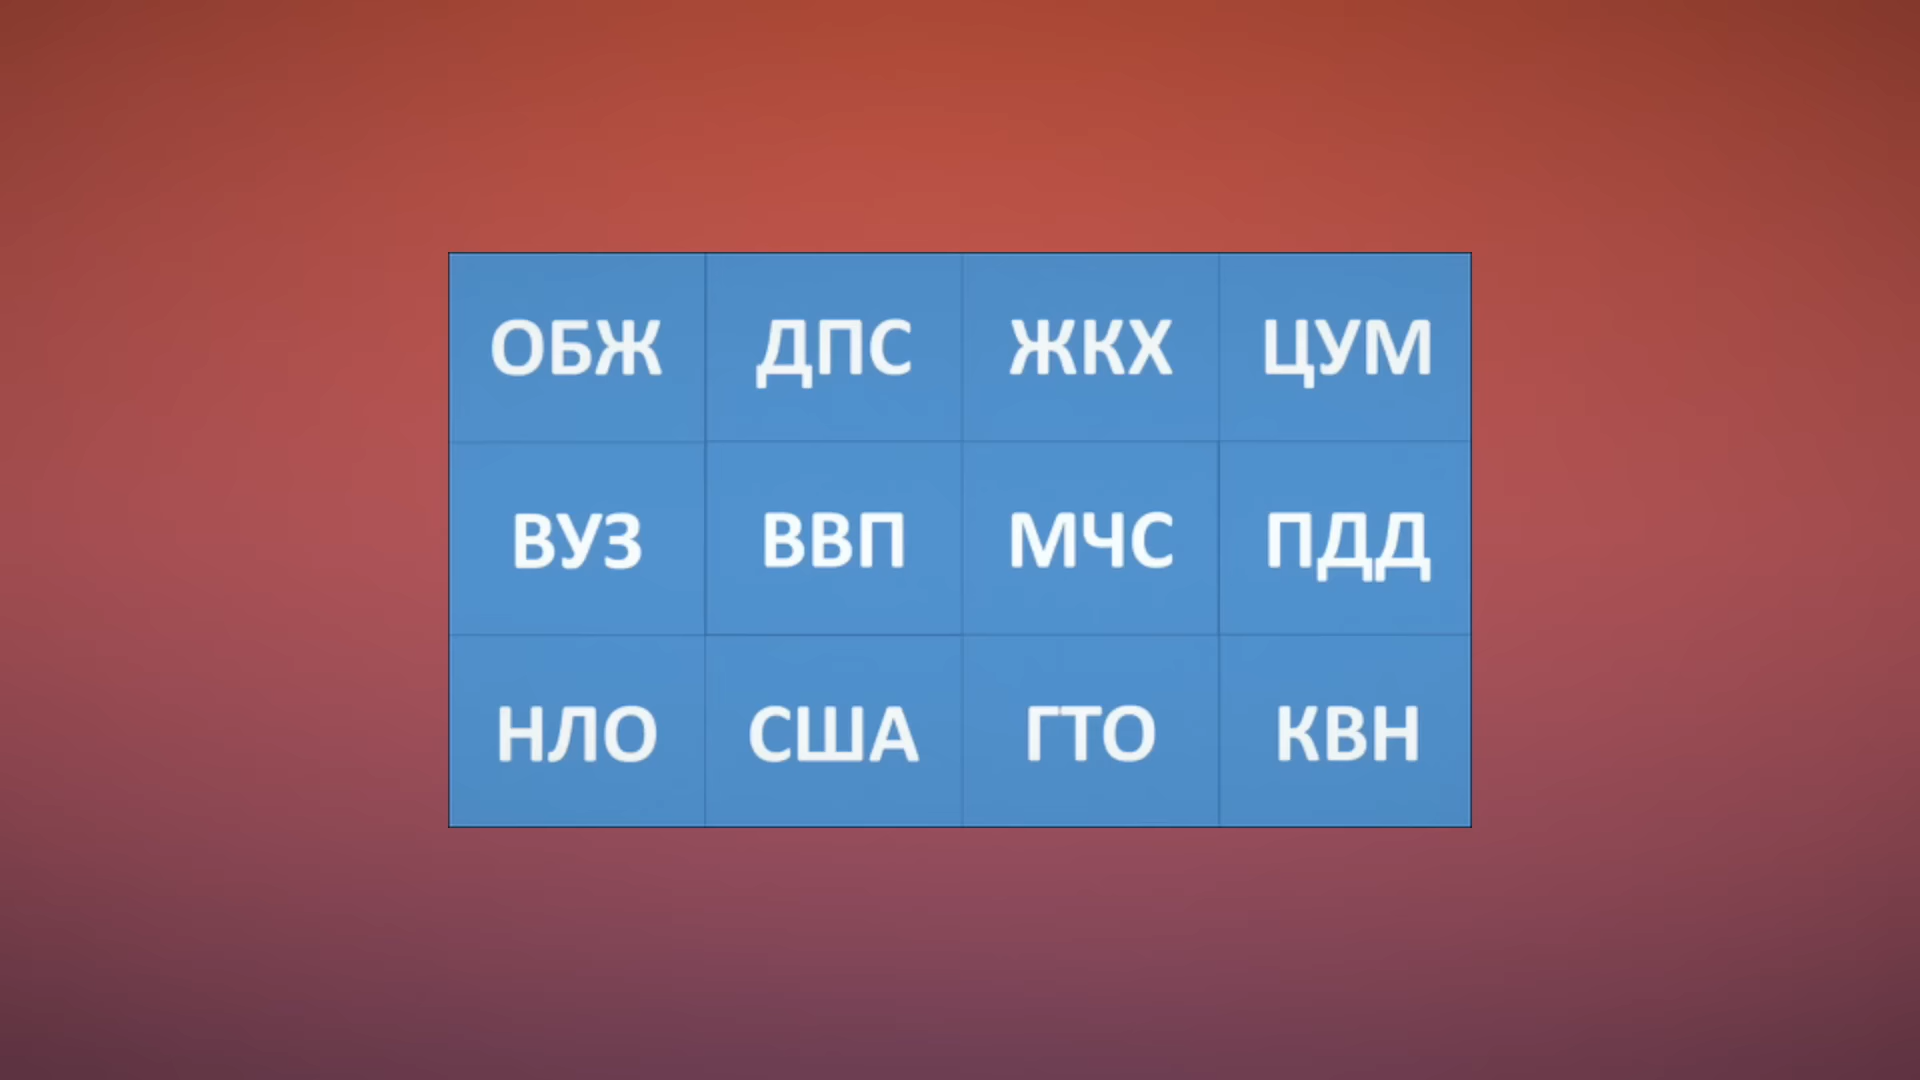 ОБЖ ДПС ЖКХ ЦУМ
ВУЗ ВВП МЧС ПДД
НЛО США ГТО КВН